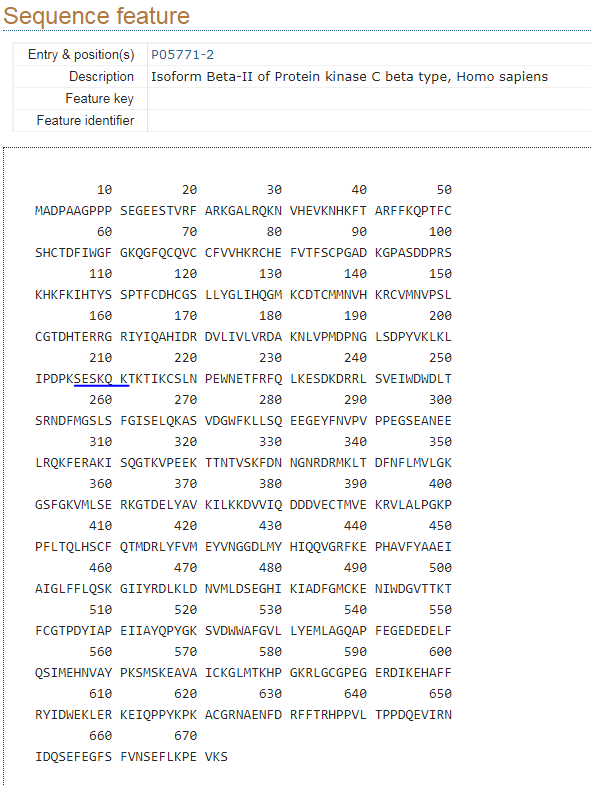 Sequence feature
Entry & position(s) P05771-2
Description Isoform Beta-II of Protein kinase C beta type, Homo sapiens
Feature key
Feature identifier
10 20 30 40 50
MADPAAGPPP SEGEESTVRF ARKGALRQKN VHEVKNHKFT ARFFKQPTFC
60 70 80 90 100
SHCTDFIWGF GKQGFQCQVC CFVVHKRCHE FVTFSCPGAD KGPASDDPRS
110 120 130 140 150
KHKFKIHTYS SPTFCDHCGS LLYGLIHQGM KCDTCMMNVH KRCVMNVPSL
160 170 180 190 200
CGTDHTERRG RIYIQAHIDR DVLIVLVRDA KNLVPMDPNG LSDPYVKLKL
210 220 230 240 250
IPDPKSESKQ KTKTIKCSLN PEWNETFRFQ LKESDKDRRL SVEIWDWDLT
260 270 280 290 300
SRNDFMGSLS FGISELQKAS VDGWFKLLSQ EEGEYFNVPV PPEGSEANEE
310 320 330 340 350
LRQKFERAKI SQGTKVPEEK TTNTVSKFDN NGNRDRMKLT DFNFLMVLGK
360 370 380 390 400
GSFGKVMLSE RKGTDELYAV KILKKDVVIQ DDDVECTMVE KRVLALPGKP
410 420 430 440 450
PFLTQLHSCF QTMDRLYFVM EYVNGGDLMY HIQQVGRFKE PHAVFYAAEI
460 470 480 490 500
AIGLFFLQSK GIIYRDLKLD NVMLDSEGHI KIADFGMCKE NIWDGVTTKT
510 520 530 540 550
FCGTPDYIAP EIIAYQPYGK SVDWWAFGVL LYEMLAGQAP FEGEDEDELF
560 570 580 590 600
QSIMEHNVAY PKSMSKEAVA ICKGLMTKHP GKRLGCGPEG ERDIKEHAFF
610 620 630 640 650
RYIDWEKLER KEIQPPYKPK ACGRNAENFD RFFTRHPPVL TPPDQEVIRN
660 670
IDQSEFEGFS FVNSEFLKPE VKS